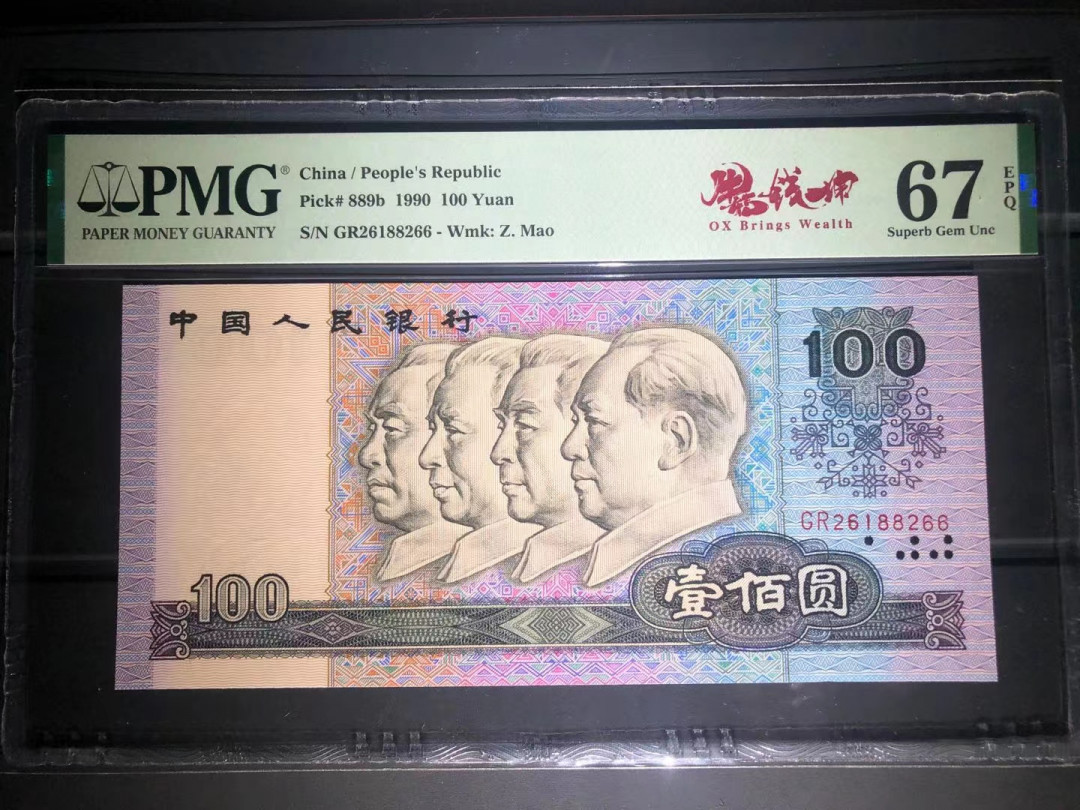 PMG®
PAPER MONEY GUARANTY
China / People's Republic
Pick# 889b 1990 100 Yuan
S/N GR26188266 - Wmk: Z. Mao
OX Brings Wealth
67
Superb Gem Unc
EPQ
中国人民银行
100
GR26188266
100
壹佰圆